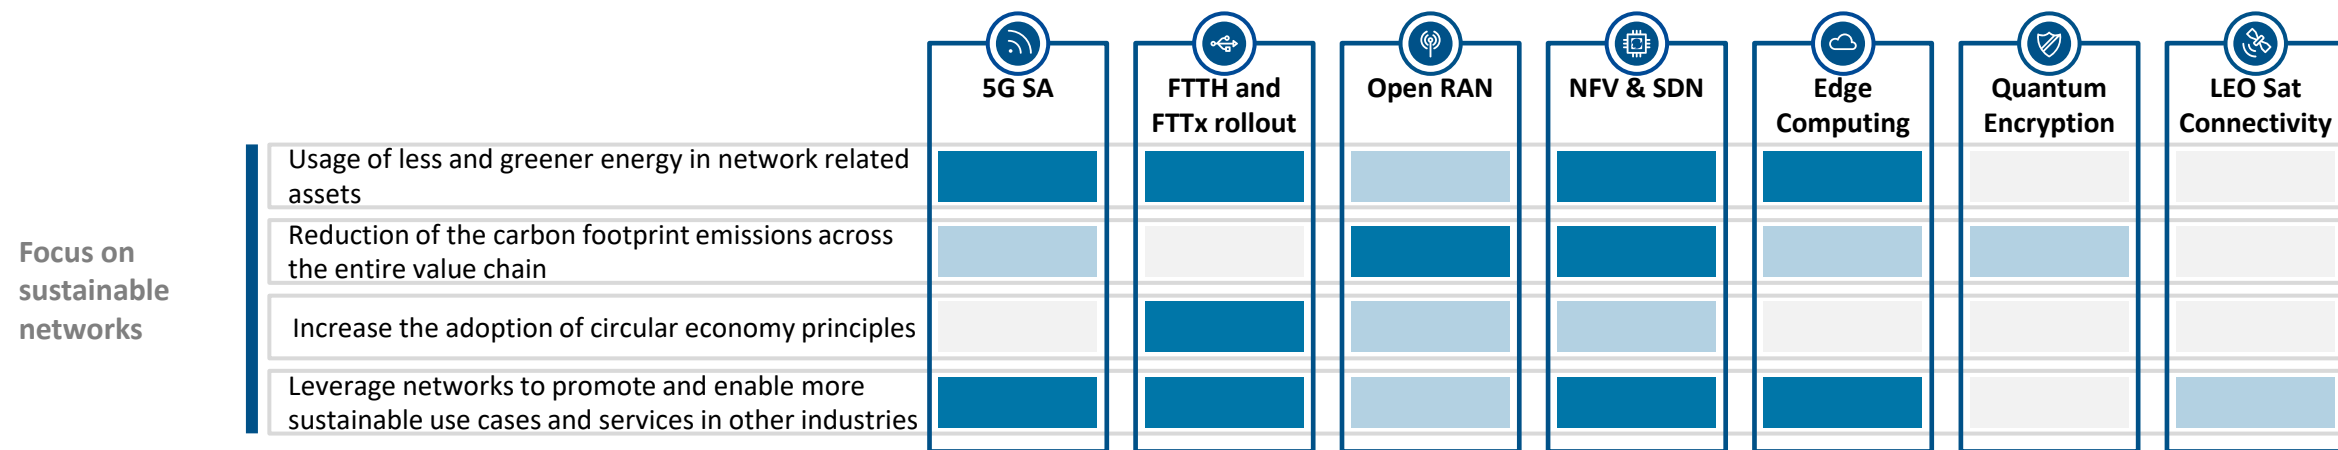 5G SA
FTTH and
FTTx rollout
Open RAN
NFV & SDN
Edge
Computing
Quantum
Encryption
LEO Sat
Connectivity
Focus on
sustainable
networks
Usage of less and greener energy in network related
assets
Reduction of the carbon footprint emissions across
the entire value chain
Increase the adoption of circular economy principles
Leverage networks to promote and enable more
sustainable use cases and services in other industries